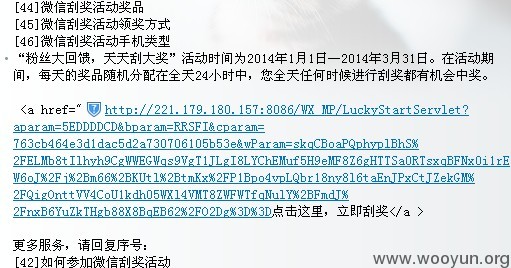 [44]微信刮奖活动奖品
[45]微信刮奖活动领奖方式
[46]微信刮奖活动手机类型
“粉丝大回馈，天天刮大奖”活动时间为2014年1月1日—2014年3月31日。在活动期
间，每天的奖品随机分配在全天24小时中，您全天任何时候进行刮奖都有机会中奖。
<a href="http://221.179.180.157:8086/WX_MP/LuckyStartServlet?
aparam=5EDDDDCD&bparam=RRSFI&cparam=
763cb464e3d1dac5d2a730706105b53e&wParam=skqCBoaPQphyplBhS%
2FELMb8tIlhyh9CgWWEGWqs9VgT1JLgI8LYChEMuf5H9eMF8Z6gHTTSaORTsxqBFNx0i1rE
W6oJ%2Fj%2Bm66%2BKUtl%2BtmKx%2FP1Bpo4vpLQbr18ny8l6taEnJPxCtJZekGM%
2FQigOnttVV4CoU1kdh05WXl4VMT8ZWFWTfqNulY%2BFmdJ%
2FnxB6YuZkTHgb88X8BqEB62%2FO2Dg%3D%3D点击这里，立即刮奖</a >
更多服务，请回复序号：
[42]如何参加微信刮奖活动
www.wooyun.org